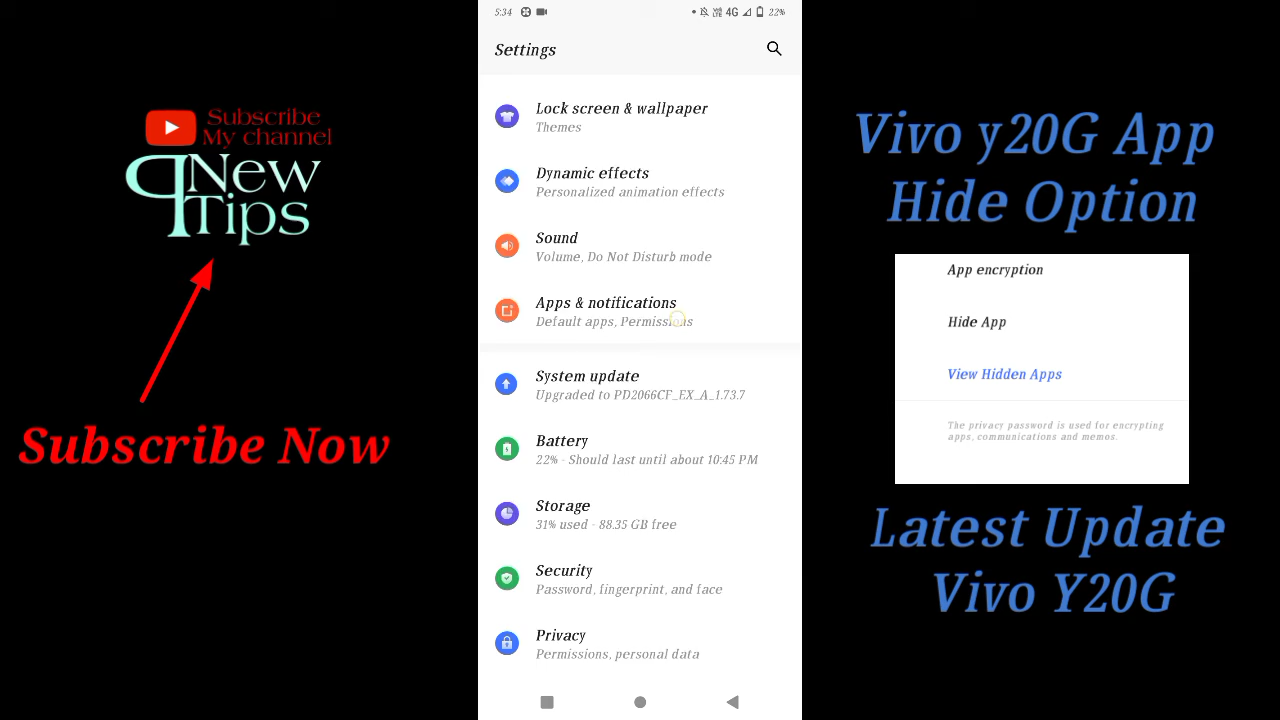 Subscribe
My channel
New
Tips
Subscribe Now
5:34
4G
22%
Settings
Lock screen & wallpaper
Themes
Dynamic effects
Personalized animation effects
Sound
Volume, Do Not Disturb mode
Apps & notifications
Default apps, Permissions
System update
Upgraded to PD2066CF_EX_A_1.73.7
Battery
22% - Should last until about 10:45 PM
Storage
31% used - 88.35 GB free
Security
Password, fingerprint, and face
Privacy
Permissions, personal data
Vivo y20G App
Hide Option
App encryption
Hide App
View Hidden Apps
The privacy password is used for encrypting
apps, communications and memos.
Latest Update
Vivo Y20G